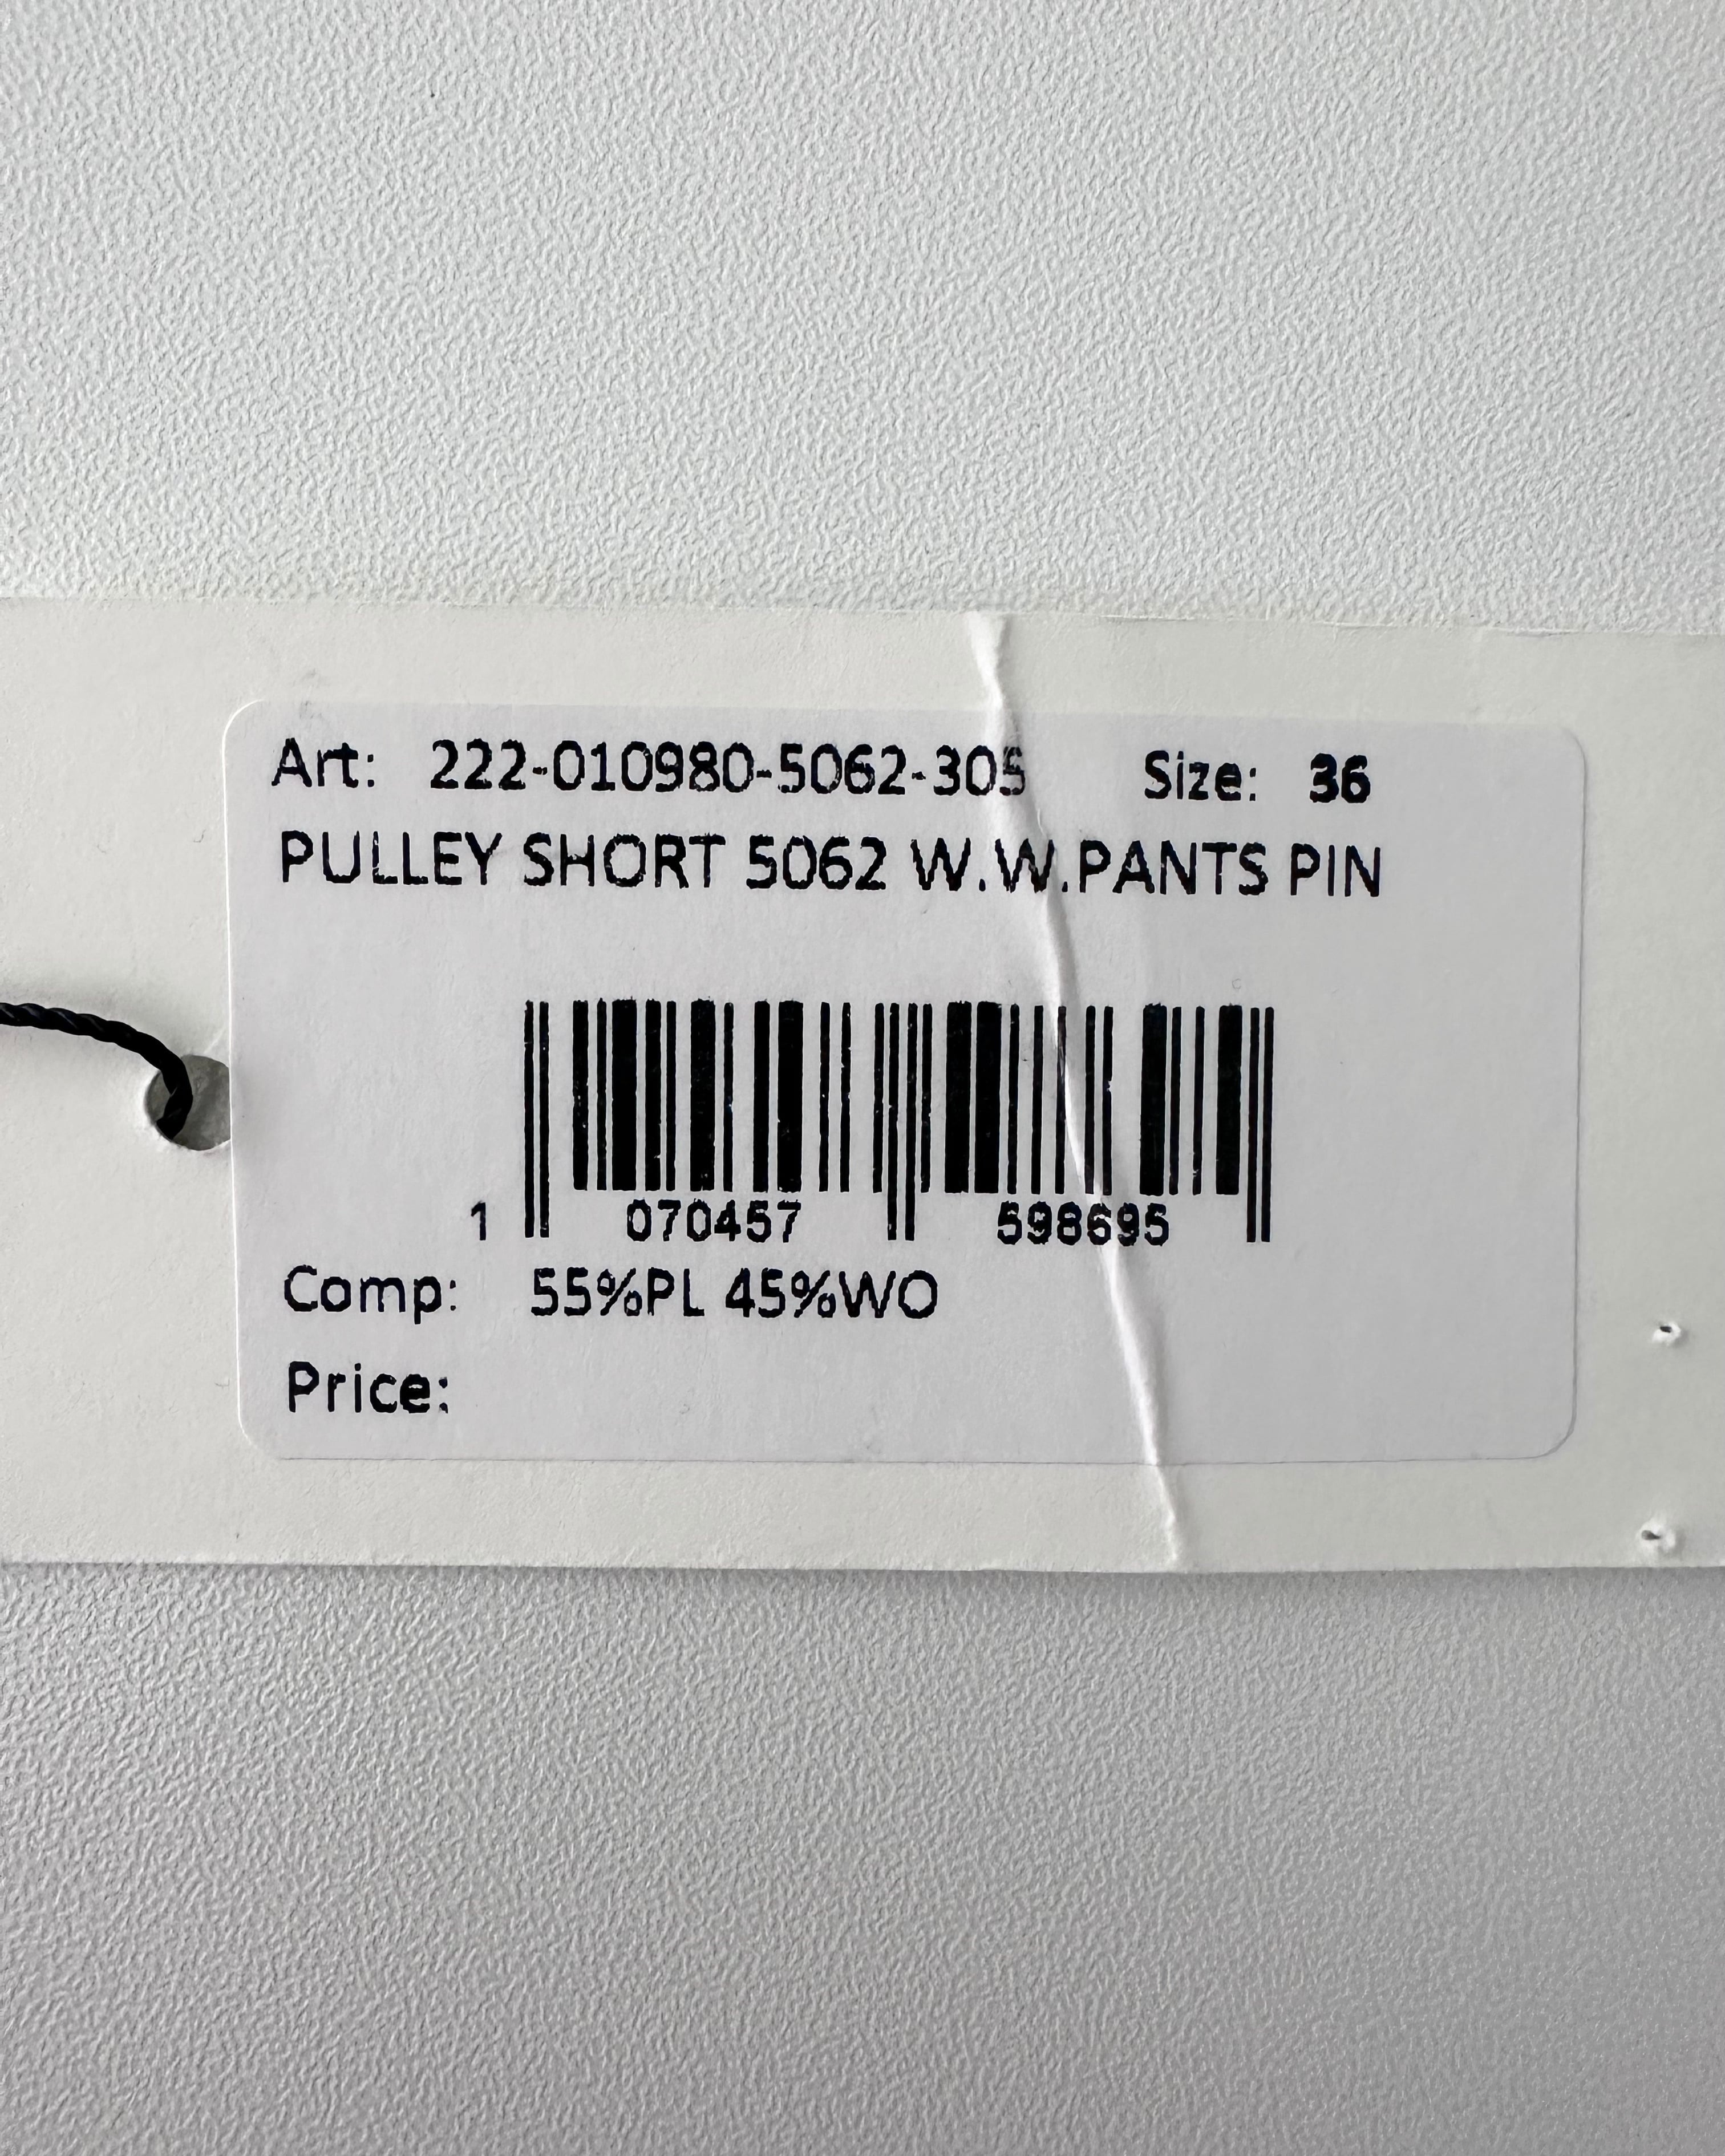 Art: 222-010980-5062-305 Size: 36
PULLEY SHORT 5062 W.W.PANTS PIN
1 070457 598695
Comp: 55%PL 45%WO
Price: